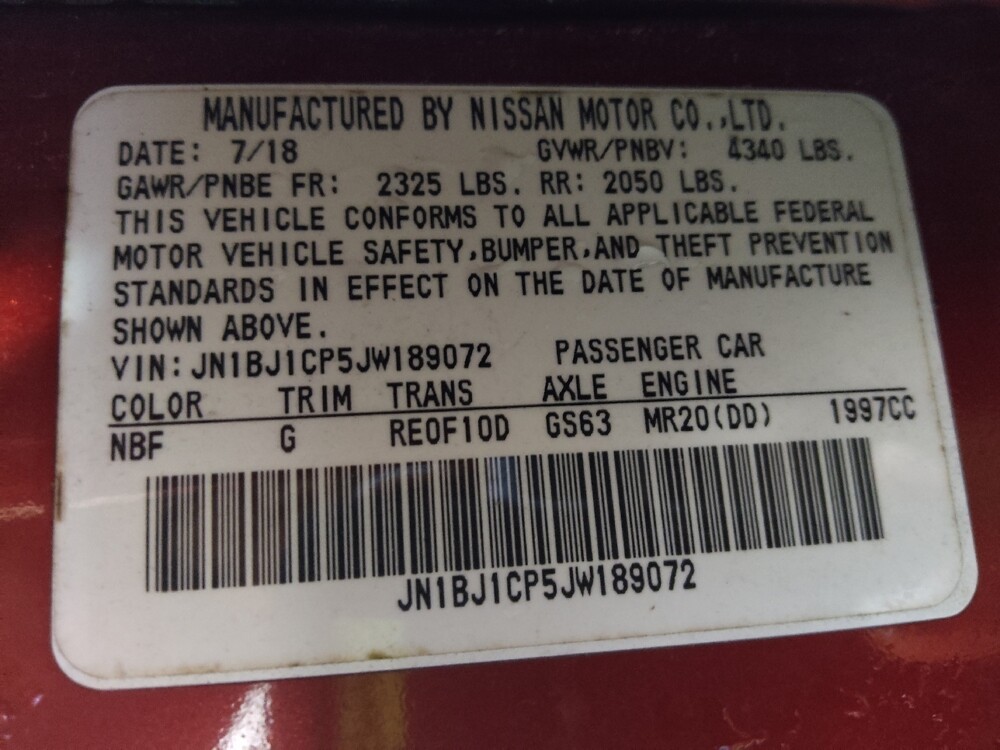 MANUFACTURED BY NISSAN MOTOR CO.,LTD.
DATE: 7/18 GVWR/PNBV: 4340 LBS.
GAWR/PNBE FR: 2325 LBS. RR: 2050 LBS.
THIS VEHICLE CONFORMS TO ALL APPLICABLE FEDERAL
MOTOR VEHICLE SAFETY,BUMPER,AND THEFT PREVENTION
STANDARDS IN EFFECT ON THE DATE OF MANUFACTURE
SHOWN ABOVE.
VIN:JN1BJ1CP5JW189072 PASSENGER CAR
COLOR TRIM TRANS AXLE ENGINE
NBF G RE0F10D GS63 MR20(DD) 1997CC
JN1BJ1CP5JW189072